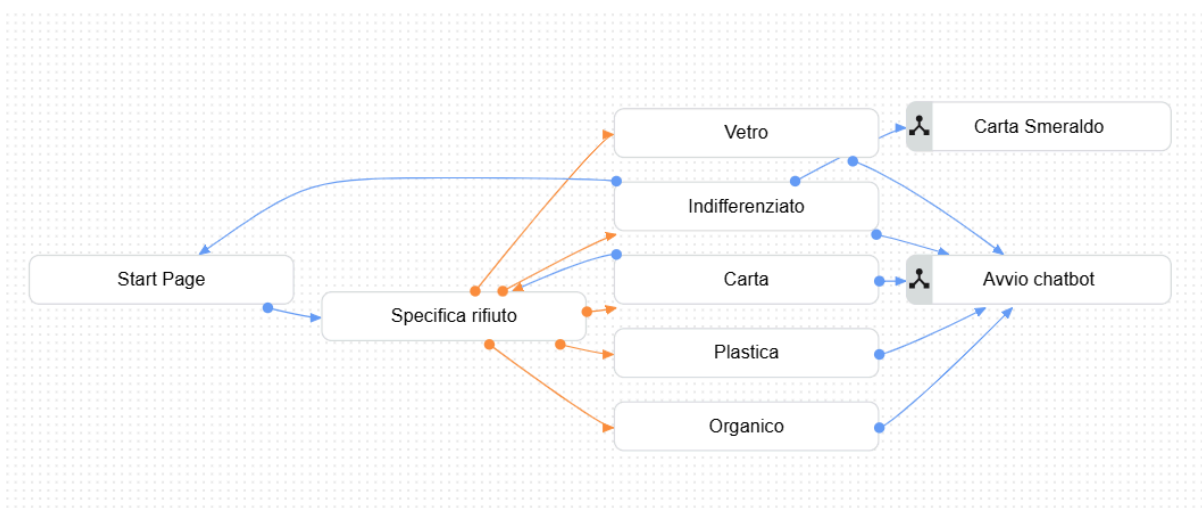 Vetro
Carta Smeraldo
Indifferenziato
Start Page
Carta
Avvio chatbot
Specifica rifiuto
Plastica
Organico